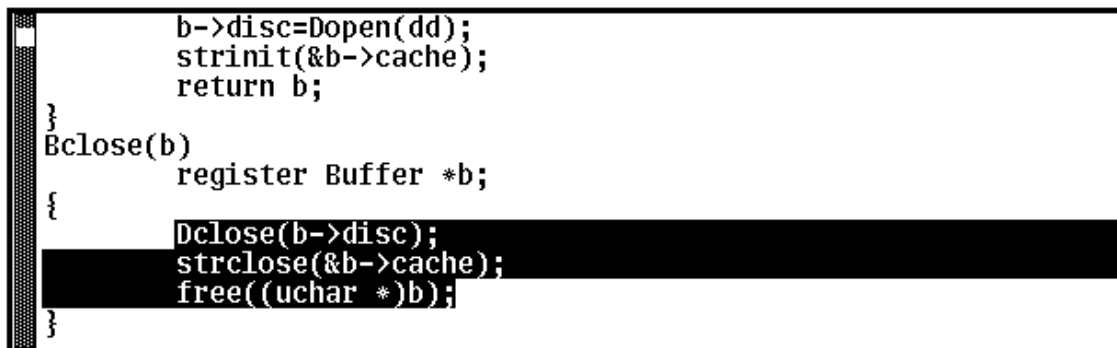 b->disc=Dopen(dd);
strinit(&b->cache);
return b;
}
Bclose(b)
register Buffer *b;
{
Dclose(b->disc);
strclose(&b->cache);
free((uchar *)b);
}